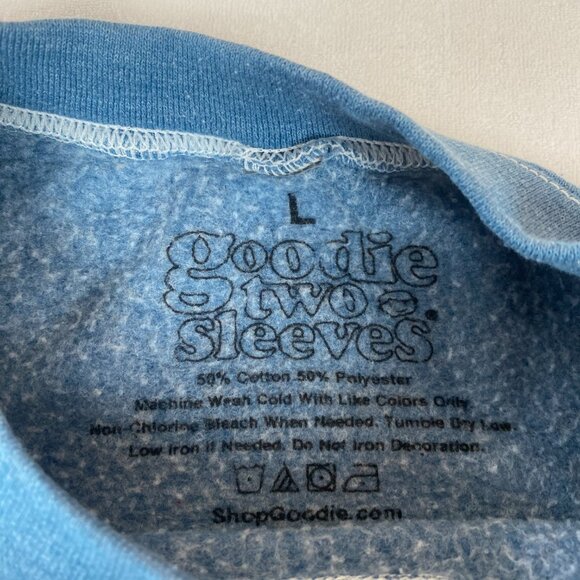 L
goodie
two
sleeves®
50% Cotton 50% Polyester
Machine Wash Cold With Like Colors Only
Non-Chlorine Bleach When Needed. Tumble Dry Low.
Low Iron If Needed. Do Not Iron Decoration.
ShopGoodie.com